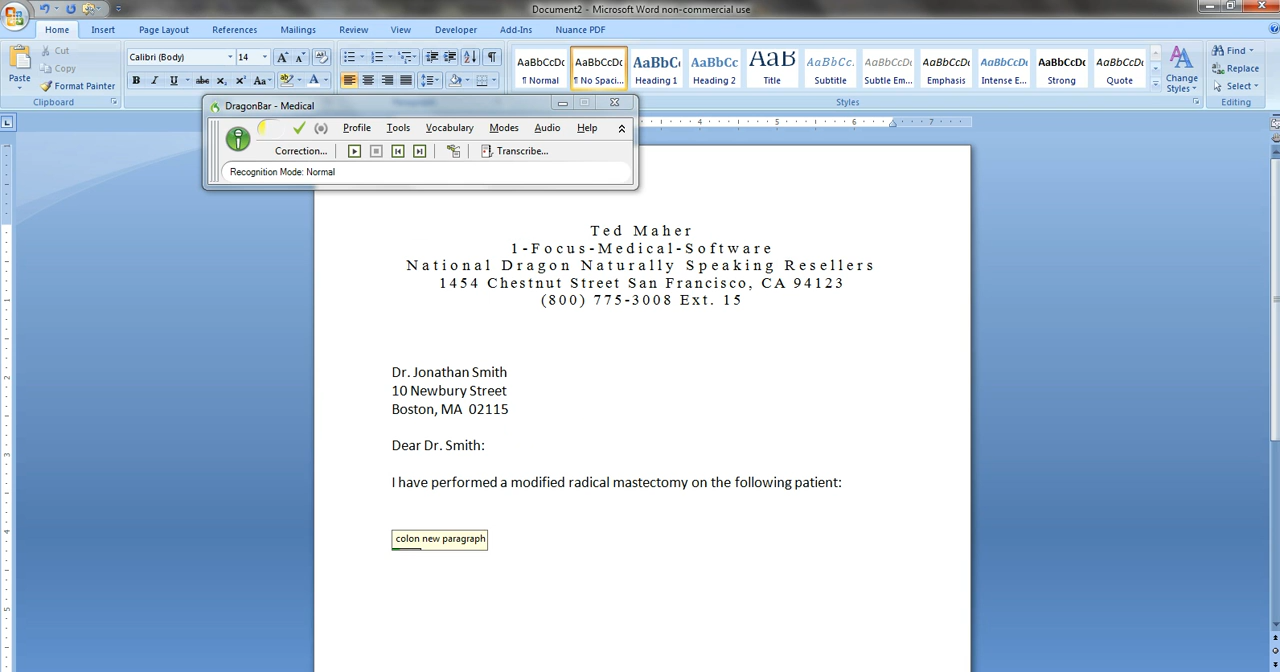 Document2 - Microsoft Word non-commercial use
Home Insert Page Layout References Mailings Review View Developer Add-Ins Nuance PDF
Paste
Cut
Copy
Format Painter
Clipboard
Calibri (Body) 14
AaBbCcDc AaBbCcDc AaBbC AaBbCc AaB AaBbCc. AaBbCcDc AaBbCcDc AaBbCcDc AaBbCcDc AaBbCcDc
¶ Normal ¶ No Spaci... Heading 1 Heading 2 Title Subtitle Subtle Em... Emphasis Intense E... Strong Quote
Change
Styles
Styles
Find
Replace
Select
Editing
DragonBar - Medical
Profile Tools Vocabulary Modes Audio Help
Correction... Transcribe...
Recognition Mode: Normal
4 5 6 7
Ted Maher
1-Focus-Medical-Software
National Dragon Naturally Speaking Resellers
1454 Chestnut Street San Francisco, CA 94123
(800) 775-3008 Ext. 15
Dr. Jonathan Smith
10 Newbury Street
Boston, MA  02115
Dear Dr. Smith:
I have performed a modified radical mastectomy on the following patient:
colon new paragraph